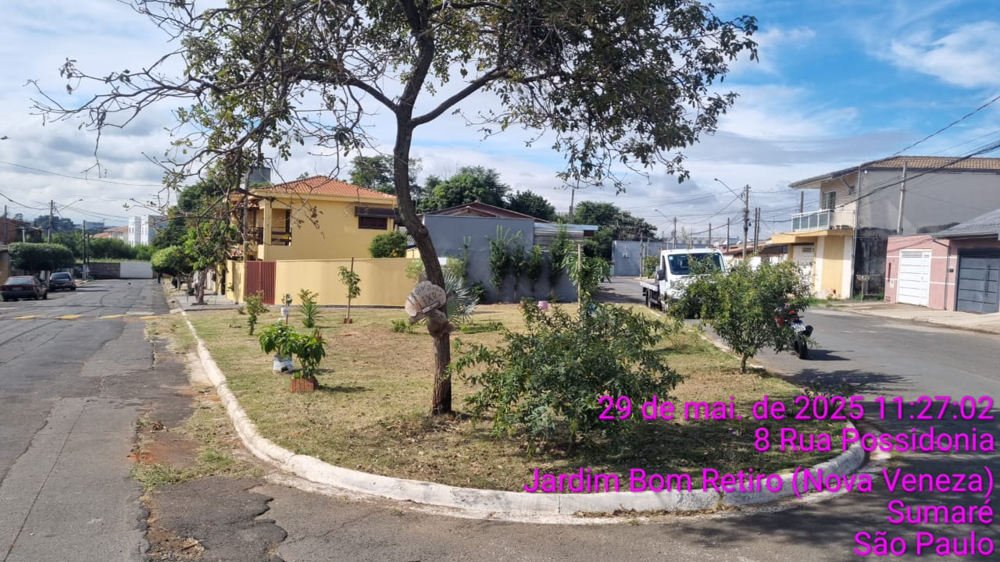 29 de mai. de 2025 11:27:02
8 Rua Possidonia
Jardim Bom Retiro (Nova Veneza)
Sumaré
São Paulo